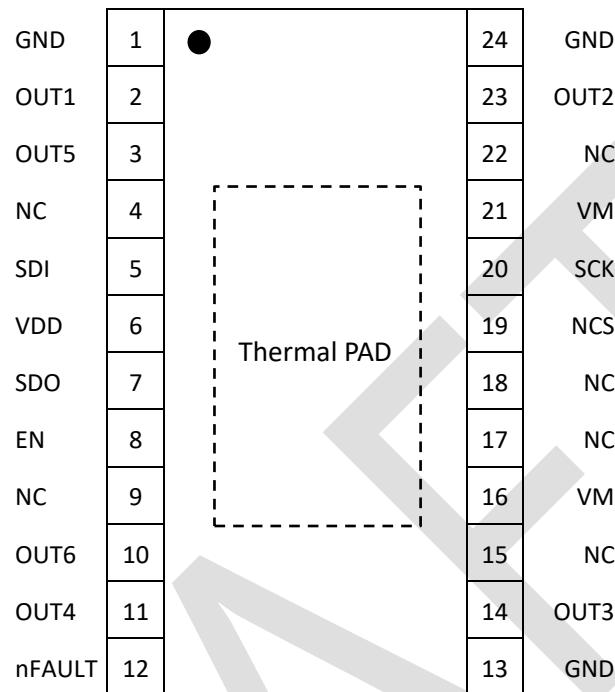 GND 1 24 GND
OUT1 2 23 OUT2
OUT5 3 22 NC
NC 4 21 VM
SDI 5 20 SCK
VDD 6 19 NCS
Thermal PAD
SDO 7 18 NC
EN 8 17 NC
NC 9 16 VM
OUT6 10 15 NC
OUT4 11 14 OUT3
nFAULT 12 13 GND